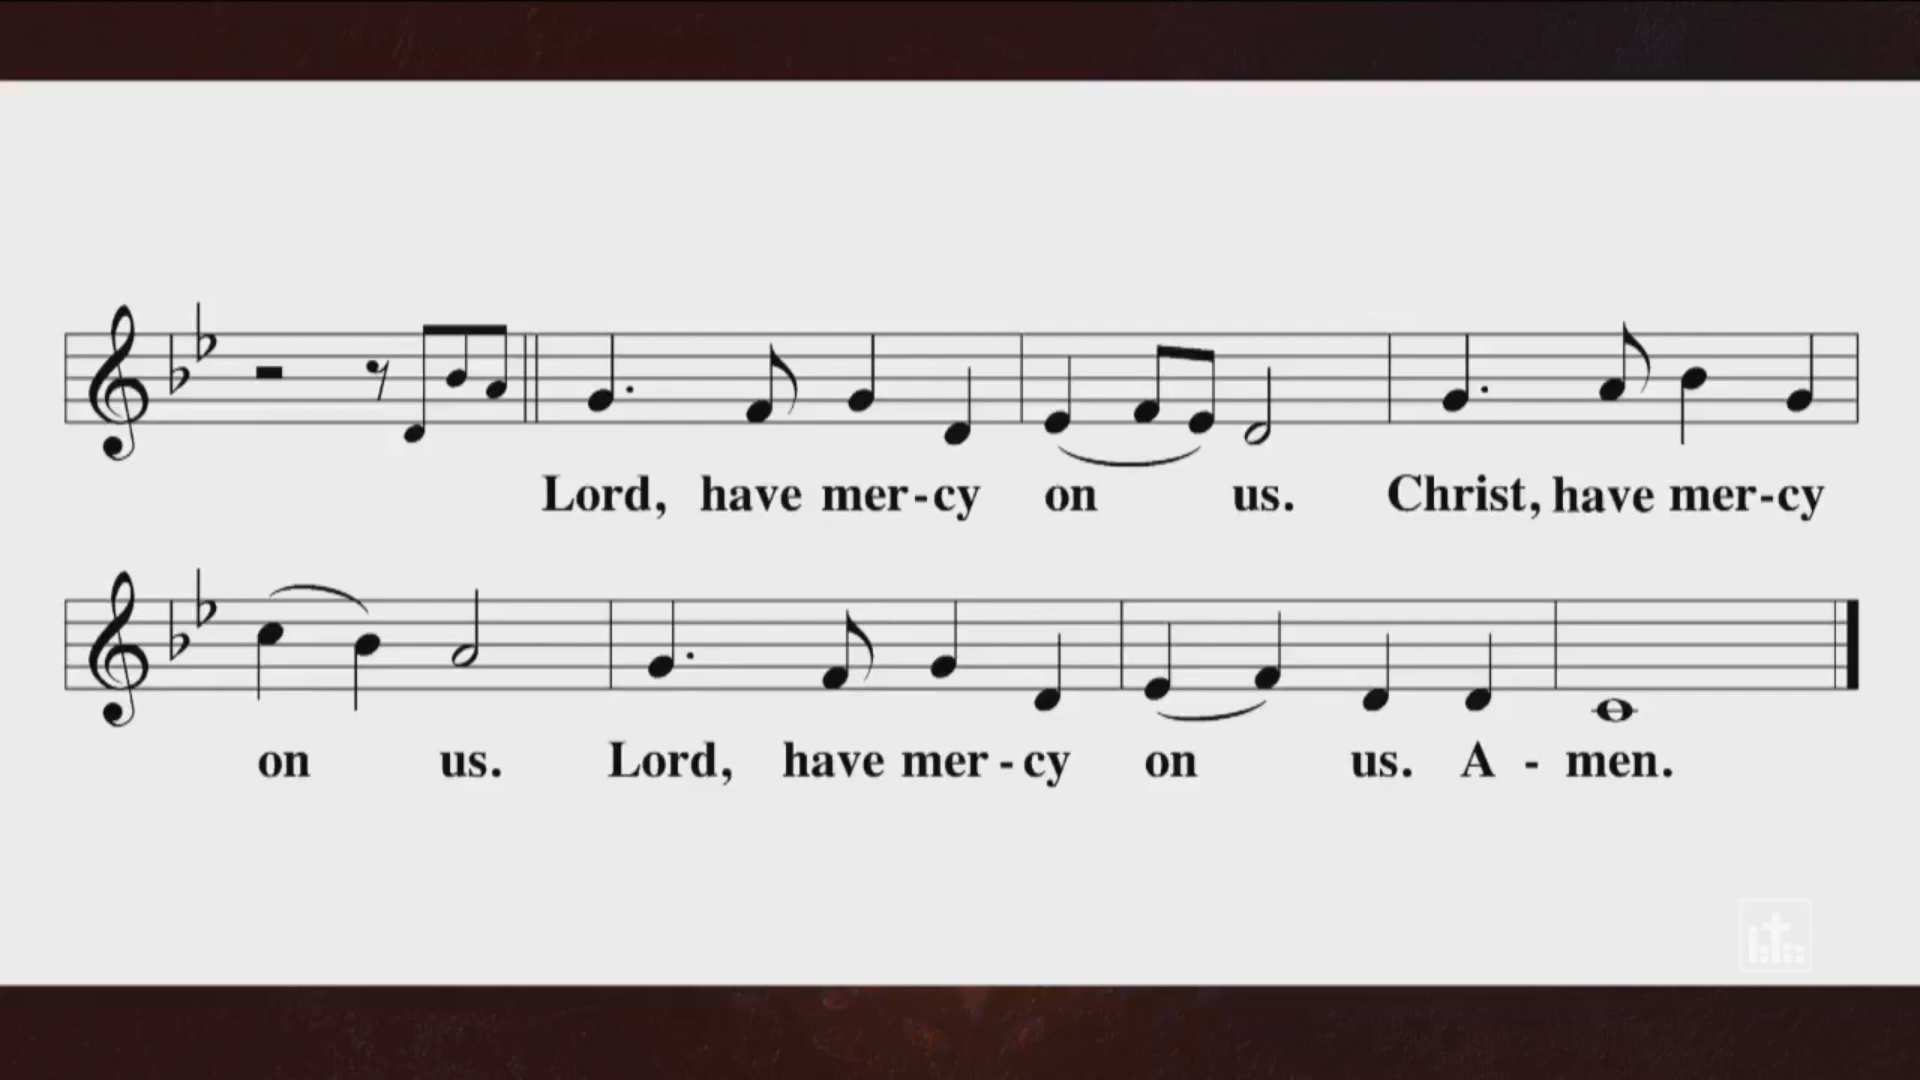 Lord, have mer-cy on us. Christ, have mer-cy
on us. Lord, have mer-cy on us. A-men.